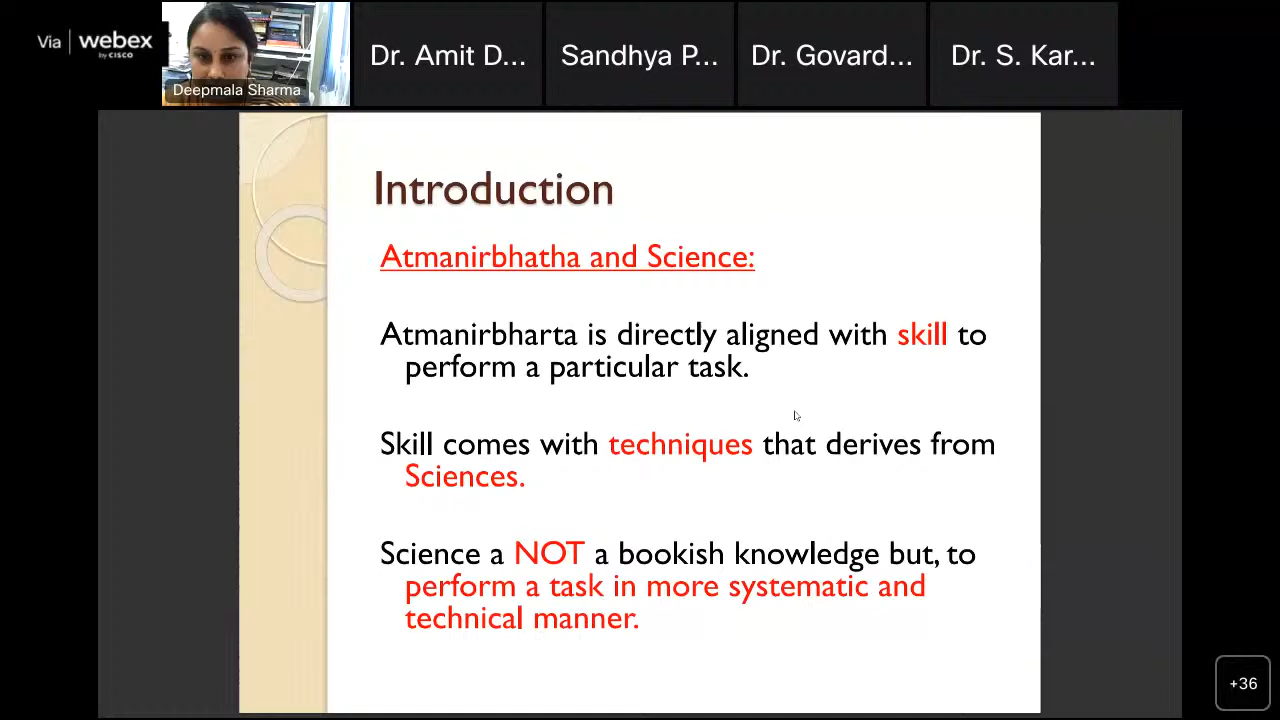 Via webex
by CISCO
Deepmala Sharma
Dr. Amit D...
Sandhya P...
Dr. Govard...
Dr. S. Kar...
Introduction
Atmanirbhatha and Science:
Atmanirbharta is directly aligned with skill to
perform a particular task.
Skill comes with techniques that derives from
Sciences.
Science a NOT a bookish knowledge but, to
perform a task in more systematic and
technical manner.
+36